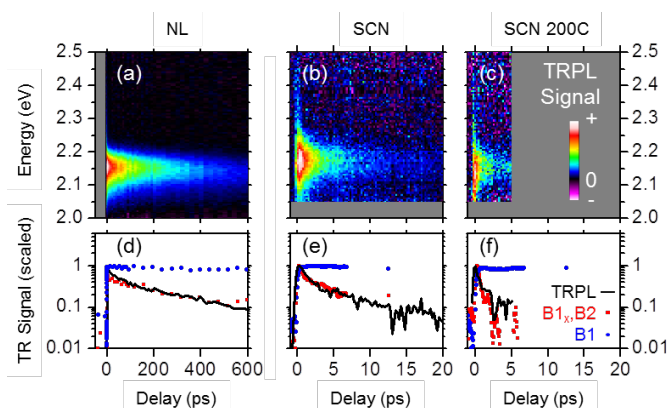 NL
SCN
SCN 200C
Energy (eV)
2.5
2.4
2.3
2.2
2.1
2.0
(a)
(b)
(c)
TRPL
Signal
+
0
-
2.5
2.4
2.3
2.2
2.1
2.0
TR Signal (scaled)
1
0.1
0.01
(d)
(e)
(f)
TRPL
B1x,B2
B1
1
0.1
0.01
0 200 400 600
0 5 10 15 20
0 5 10 15 20
Delay (ps)
Delay (ps)
Delay (ps)